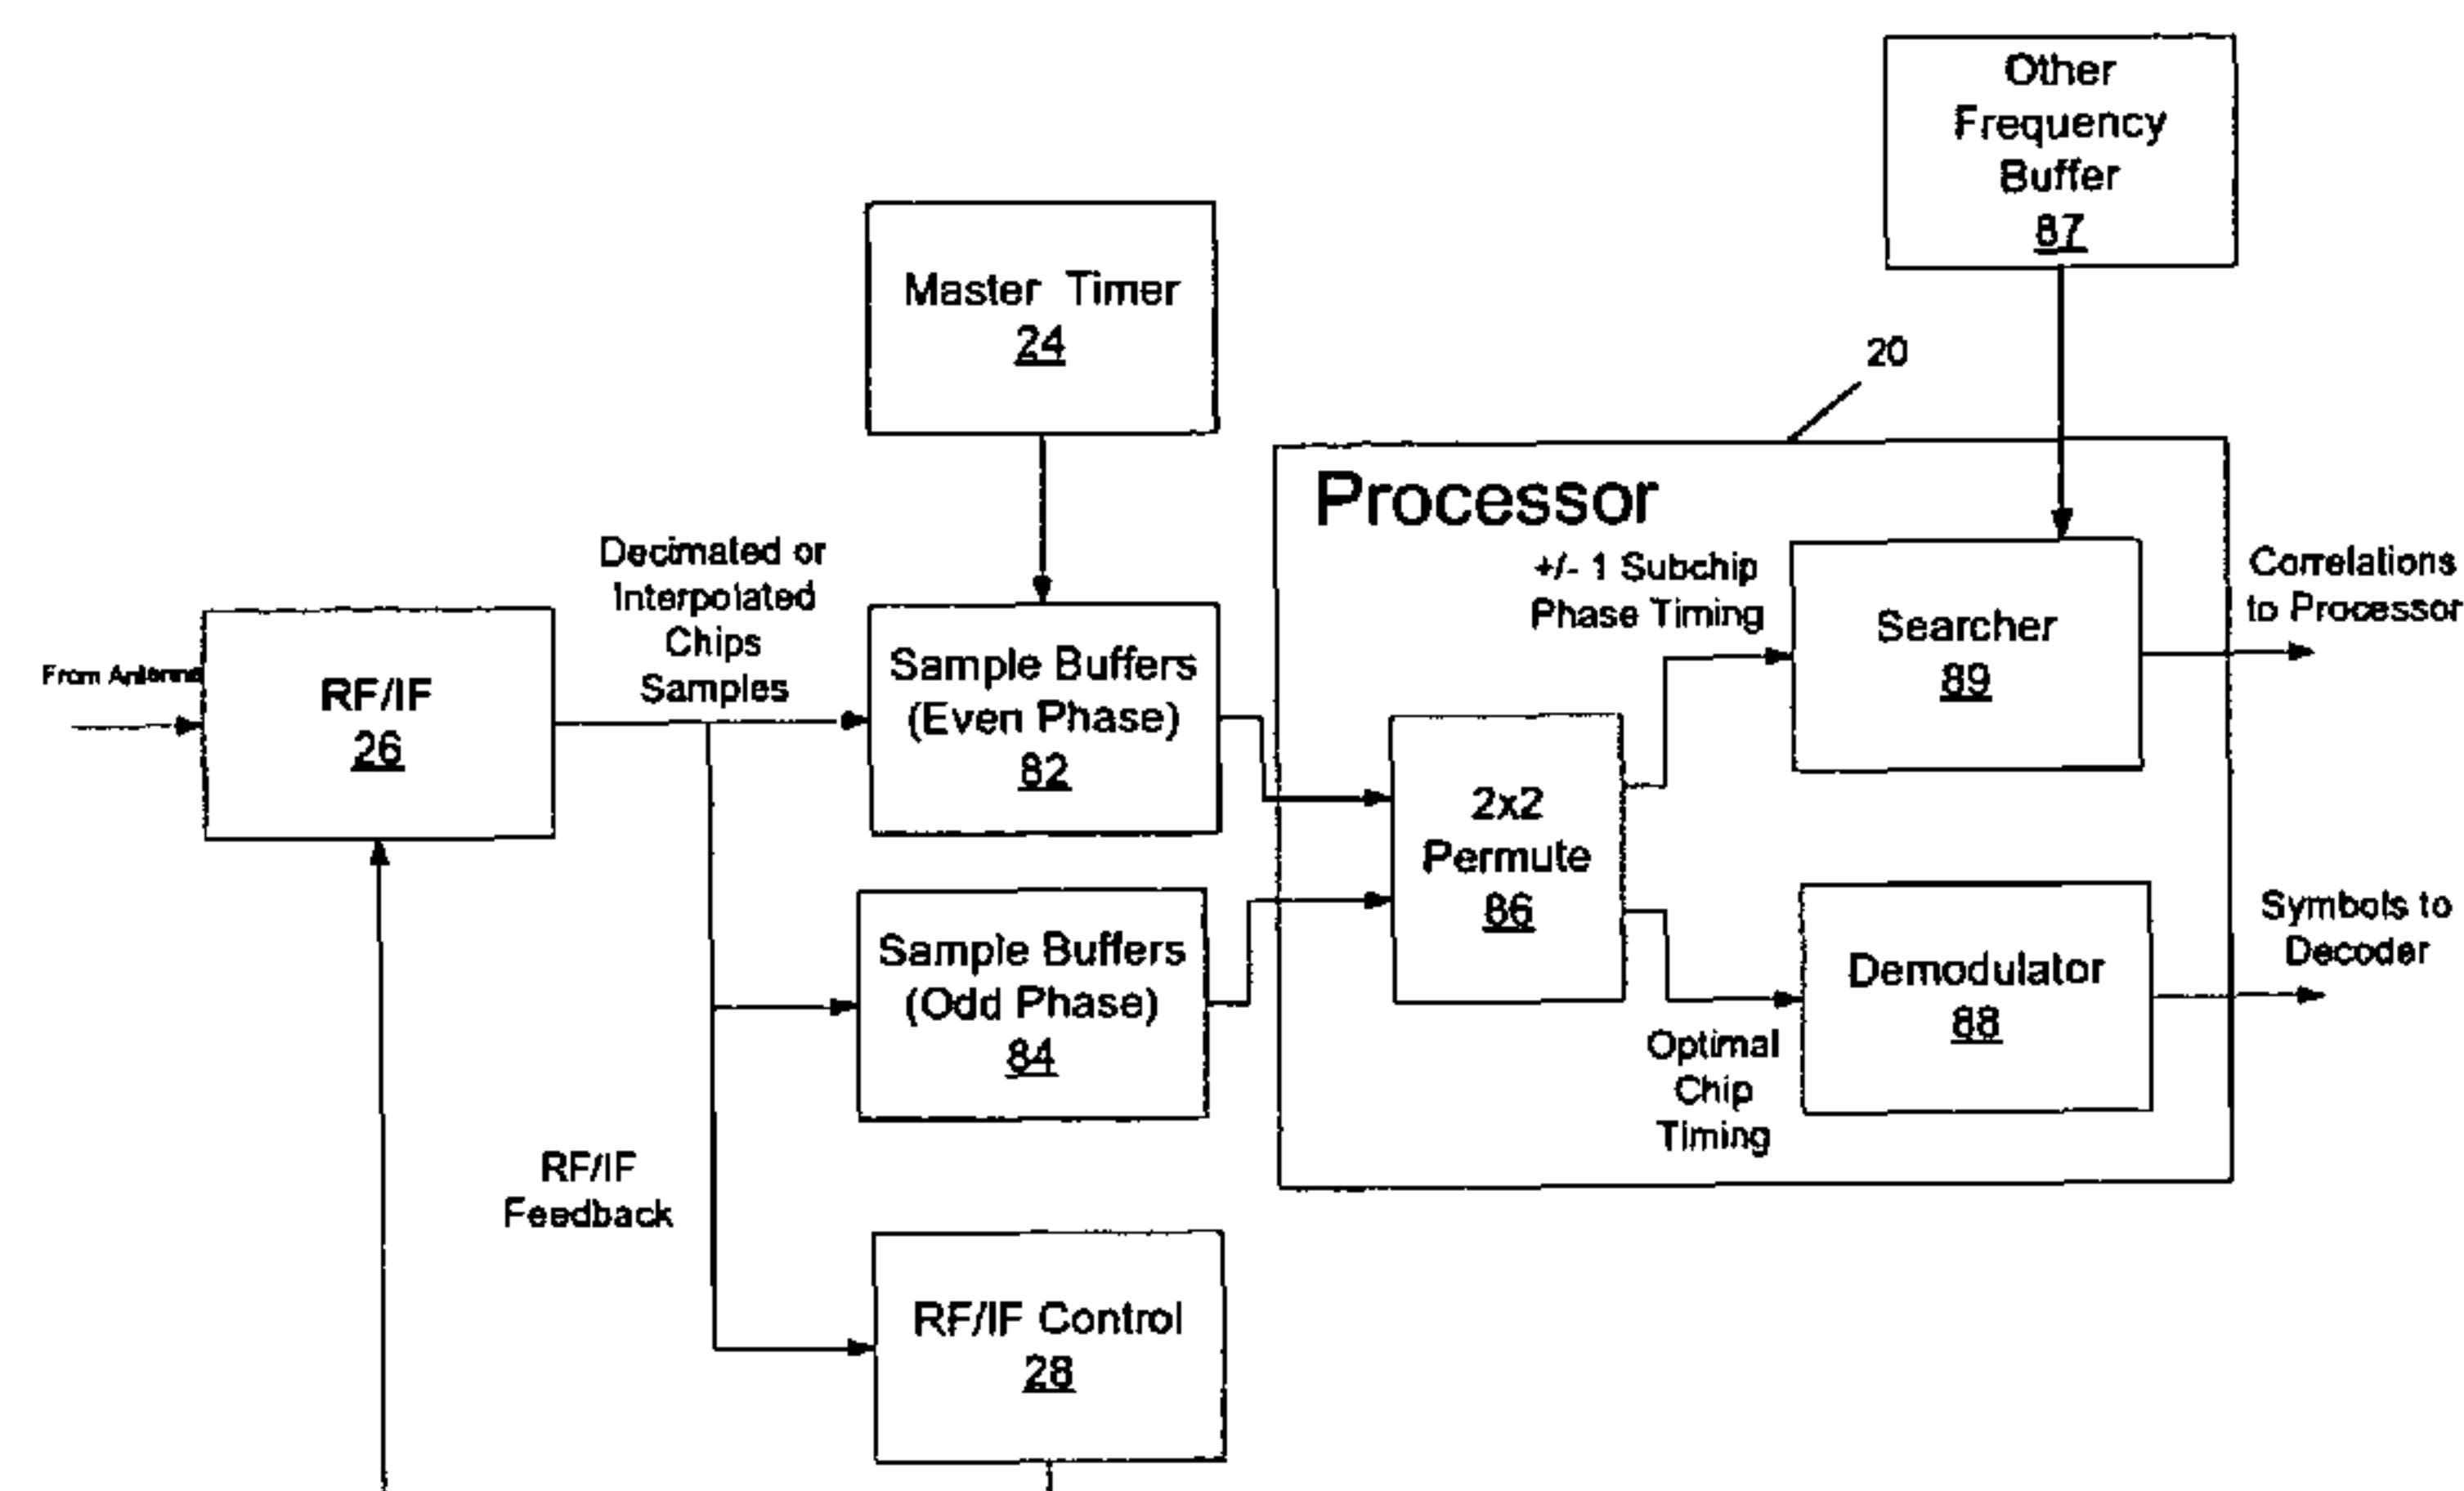 Other
Frequency
Buffer
87
Master Timer
24
20
Processor
Decimated or
Interpolated
Chips
Samples
+/- 1 Subchip
Phase Timing
Searcher
89
Correlations
to Processor
From Antenna
RF/IF
26
Sample Buffers
(Even Phase)
82
2x2
Permute
86
Sample Buffers
(Odd Phase)
84
Demodulator
88
Symbols to
Decoder
Optimal
Chip
Timing
RF/IF
Feedback
RF/IF Control
28